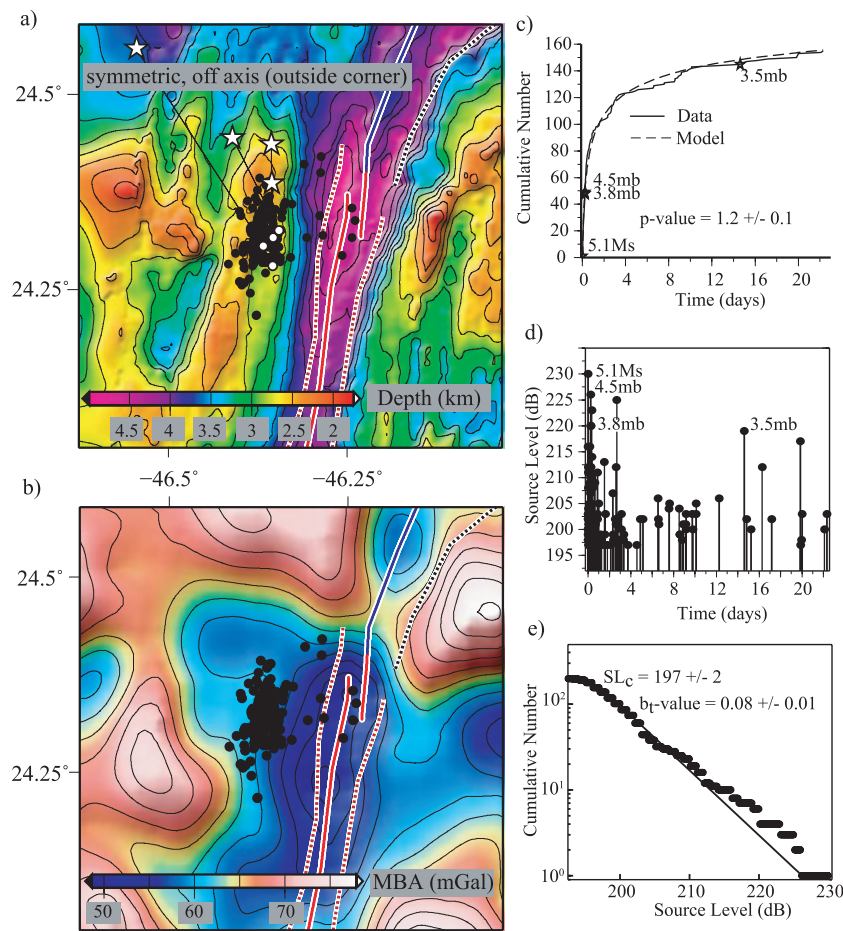 a)
symmetric, off axis (outside corner)
24.5°
24.25°
Depth (km)
4.5 4 3.5 3 2.5 2
−46.5° −46.25°
b)
24.5°
24.25°
MBA (mGal)
50 60 70
c)
Cumulative Number
160
140
120
100
80
60
40
20
0
3.5mb
Data
Model
4.5mb
3.8mb
p-value = 1.2 +/- 0.1
5.1Ms
0 4 8 12 16 20
Time (days)
d)
Source Level (dB)
230
225
220
215
210
205
200
195
5.1Ms
4.5mb
3.8mb
3.5mb
0 4 8 12 16 20
Time (days)
e)
Cumulative Number
10²
10¹
10⁰
SLc = 197 +/- 2
bt-value = 0.08 +/- 0.01
200 210 220 230
Source Level (dB)